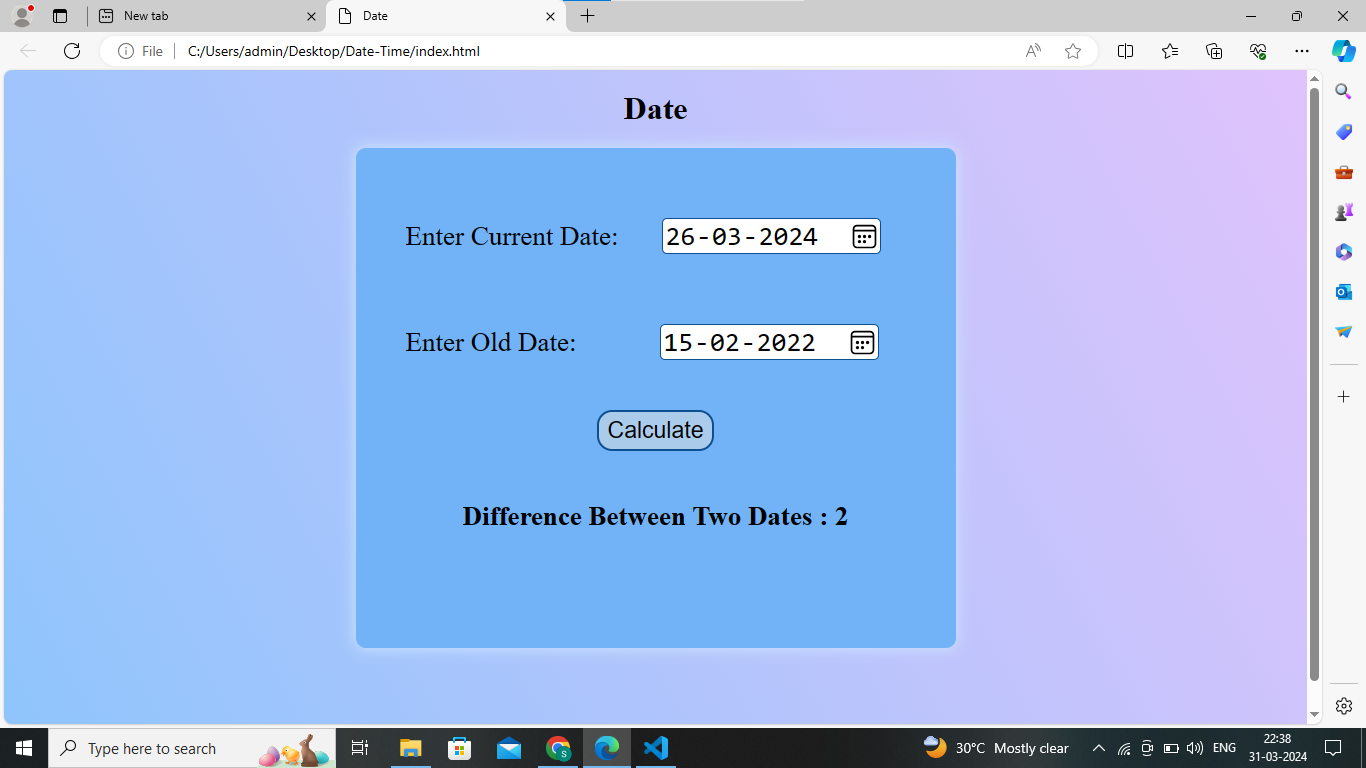 New tab
Date
File
C:/Users/admin/Desktop/Date-Time/index.html
Date
Enter Current Date: 26-03-2024
Enter Old Date: 15-02-2022
Calculate
Difference Between Two Dates : 2
Type here to search
30°C Mostly clear
ENG
22:38
31-03-2024